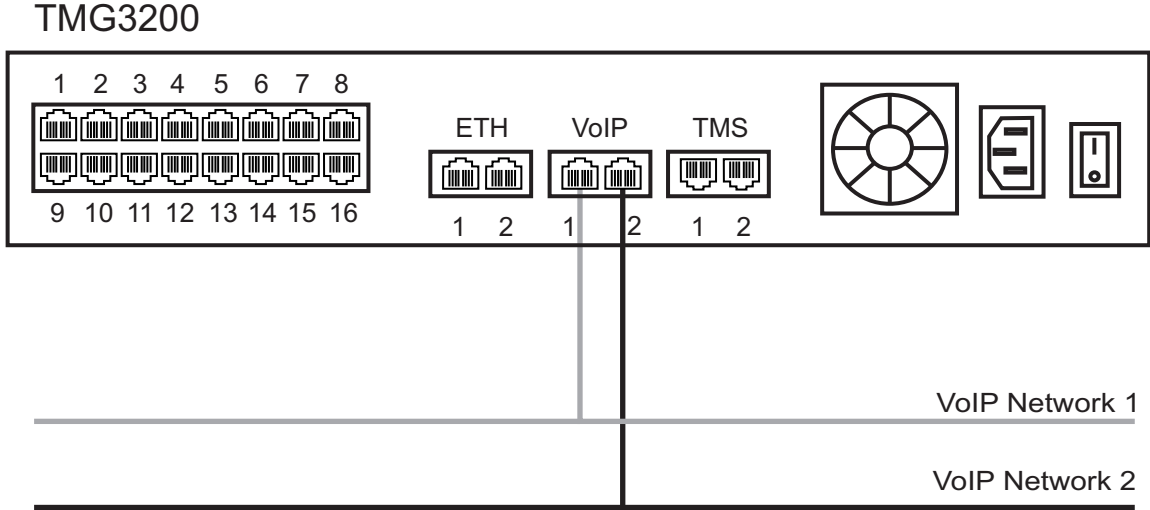 TMG3200
1 2 3 4 5 6 7 8
ETH VoIP TMS
9 10 11 12 13 14 15 16
1 2 1 2 1 2
VoIP Network 1
VoIP Network 2